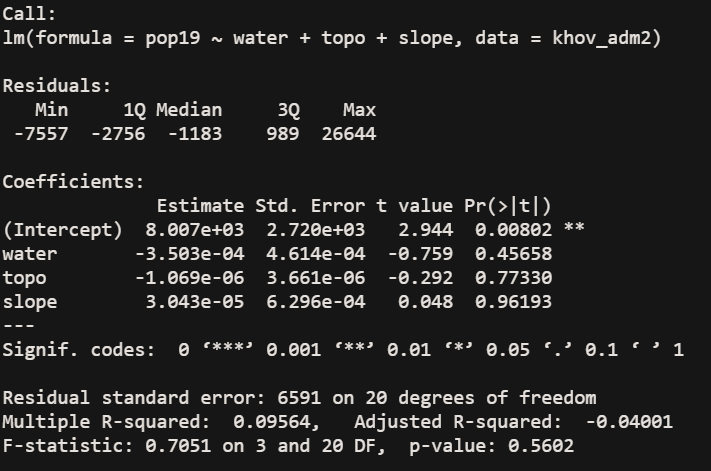 Call:
lm(formula = pop19 ~ water + topo + slope, data = khov_adm2)
Residuals:
Min 1Q Median 3Q Max
-7557 -2756 -1183 989 26644
Coefficients:
Estimate Std. Error t value Pr(>|t|)
(Intercept) 8.007e+03 2.720e+03 2.944 0.00802 **
water -3.503e-04 4.614e-04 -0.759 0.45658
topo -1.069e-06 3.661e-06 -0.292 0.77330
slope 3.043e-05 6.296e-04 0.048 0.96193
---
Signif. codes: 0 ‘***’ 0.001 ‘**’ 0.01 ‘*’ 0.05 ‘.’ 0.1 ‘ ’ 1
Residual standard error: 6591 on 20 degrees of freedom
Multiple R-squared: 0.09564, Adjusted R-squared: -0.04001
F-statistic: 0.7051 on 3 and 20 DF, p-value: 0.5602